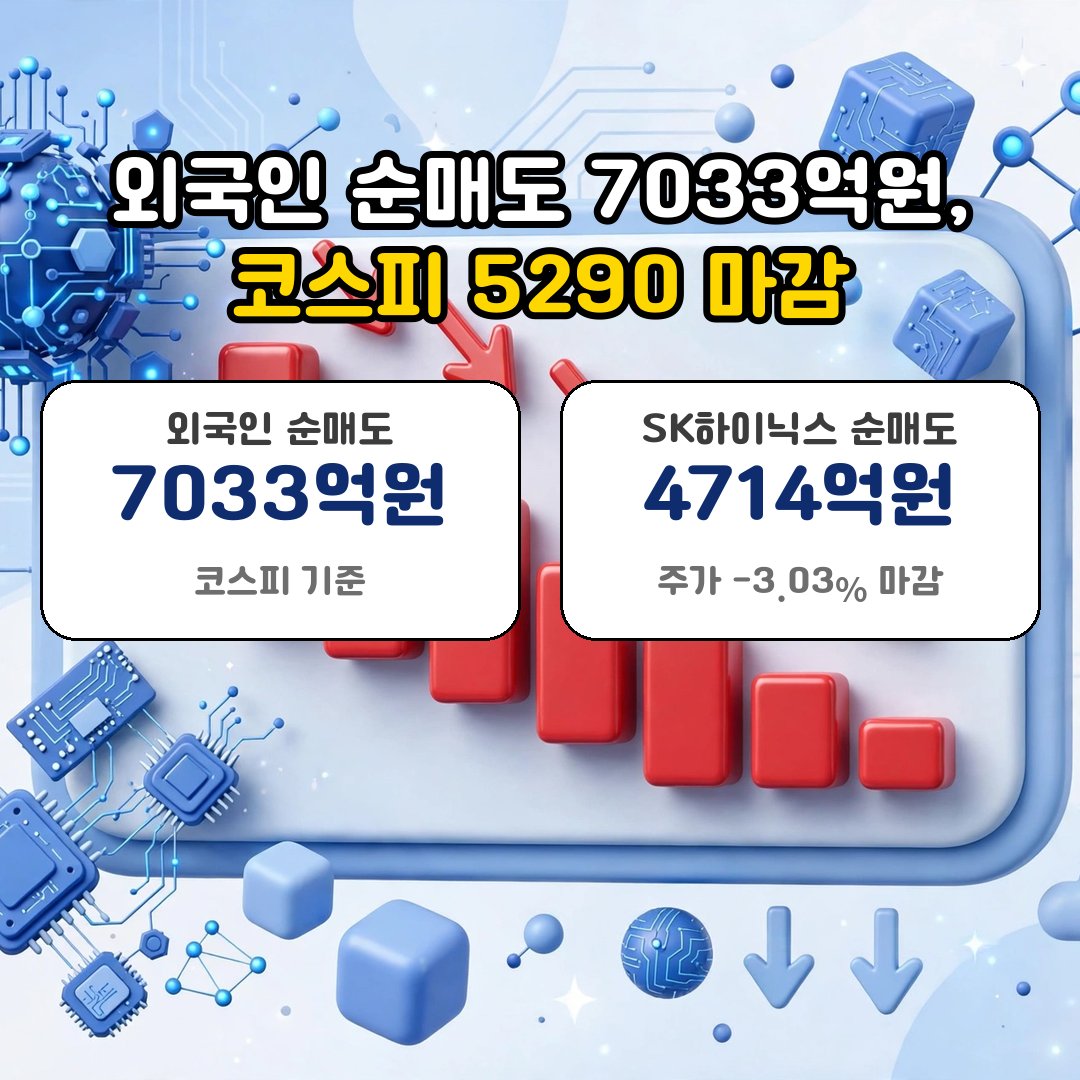 외국인 순매도 7033억원,
코스피 5290 마감
외국인 순매도
7033억원
코스피 기준
SK하이닉스 순매도
4714억원
주가 -3.03% 마감